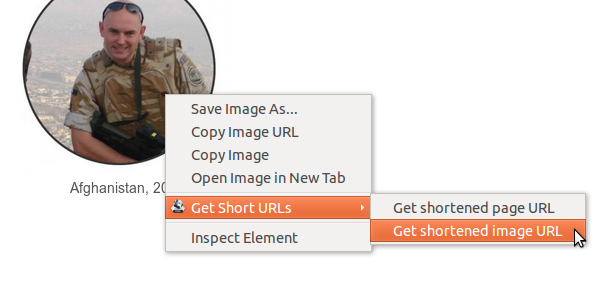 Save Image As...
Copy Image URL
Copy Image
Open Image in New Tab
Afghanistan, 20
Get Short URLs
Get shortened page URL
Get shortened image URL
Inspect Element